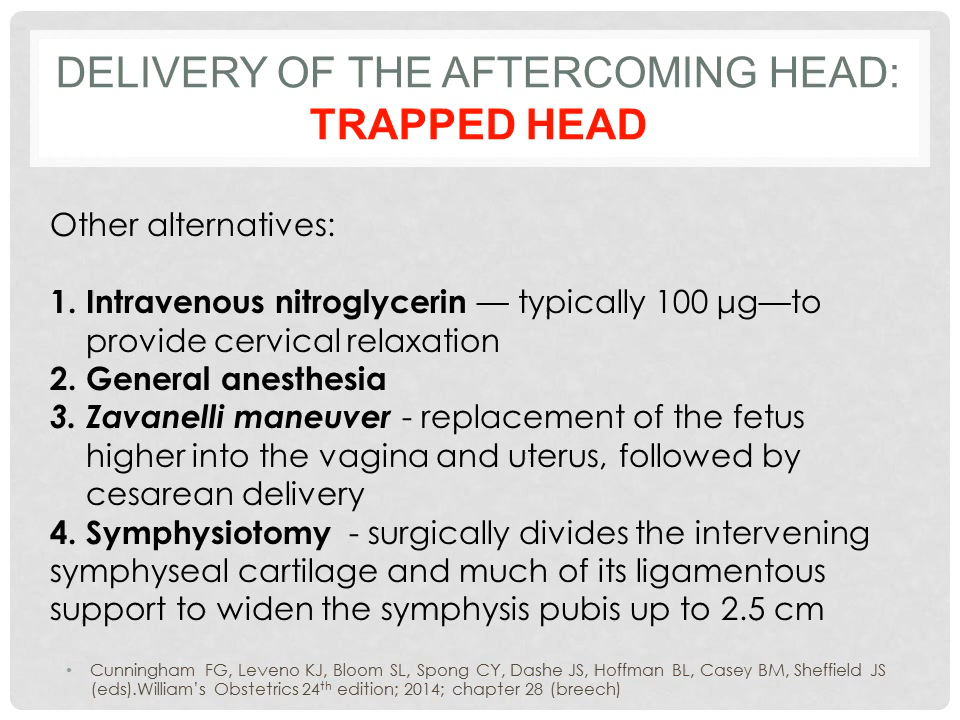 DELIVERY OF THE AFTERCOMING HEAD:
TRAPPED HEAD
Other alternatives:
1. Intravenous nitroglycerin — typically 100 μg—to
provide cervical relaxation
2. General anesthesia
3. Zavanelli maneuver - replacement of the fetus
higher into the vagina and uterus, followed by
cesarean delivery
4. Symphysiotomy - surgically divides the intervening
symphyseal cartilage and much of its ligamentous
support to widen the symphysis pubis up to 2.5 cm
• Cunningham FG, Leveno KJ, Bloom SL, Spong CY, Dashe JS, Hoffman BL, Casey BM, Sheffield JS
(eds).William's Obstetrics 24th edition; 2014; chapter 28 (breech)